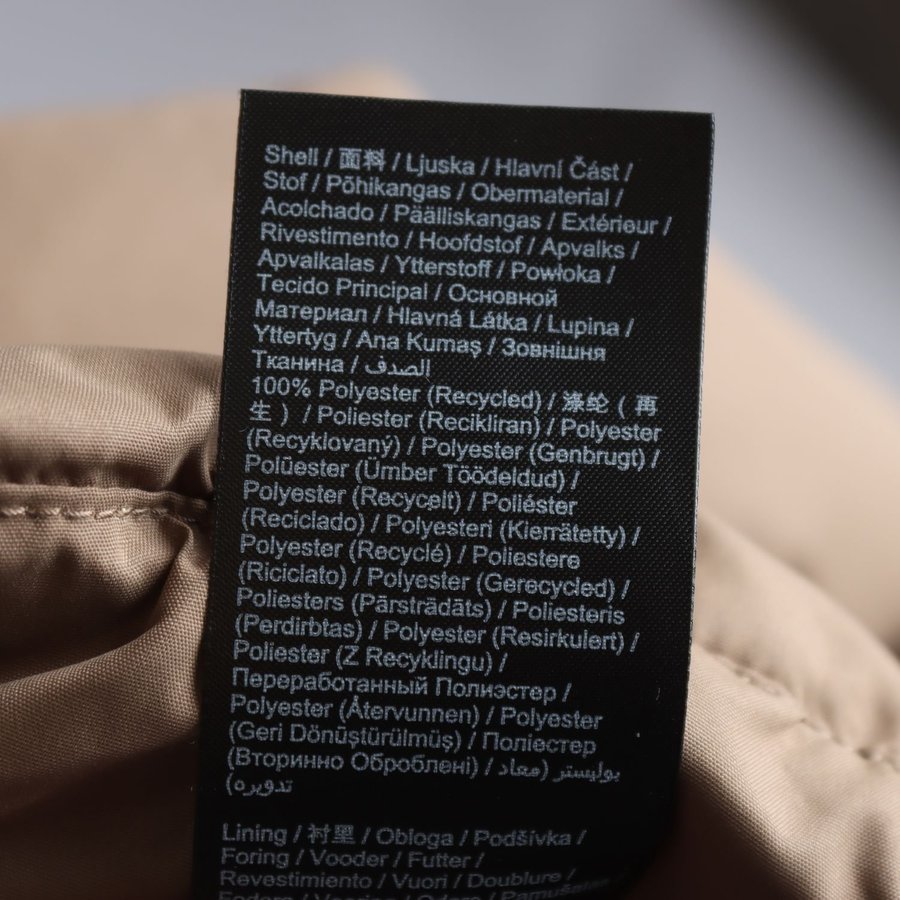 Shell / 面料 / Ljuska / Hlavní Část /
Stof / Põhikangas / Obermaterial /
Acolchado / Päälliskangas / Extérieur /
Rivestimento / Hoofdstof / Apvalks /
Apvalkalas / Ytterstoff / Powłoka /
Tecido Principal / Основной
Материал / Hlavná Látka / Lupina /
Yttertyg / Ana Kumaş / Зовнішня
Тканина / الصدف
100% Polyester (Recycled) / 涤纶 ( 再
生 ) / Poliester (Recikliran) / Polyester
(Recyklovaný) / Polyester (Genbrugt) /
Polüester (Ümber Töödeldud) /
Polyester (Recycelt) / Poliéster
(Reciclado) / Polyesteri (Kierrätetty) /
Polyester (Recyclé) / Poliestere
(Riciclato) / Polyester (Gerecycled) /
Poliesters (Pārstrādāts) / Poliesteris
(Perdirbtas) / Polyester (Resirkulert) /
Poliester (Z Recyklingu) /
Переработанный Полиэстер /
Polyester (Återvunnen) / Polyester
(Geri Dönüştürülmüş) / Поліестер
(Вторинно Оброблені) / بوليستر (معاد
تدويره)
Lining / 衬里 / Obloga / Podšívka /
Foring / Vooder / Futter /
Revestimiento / Vuori / Doublure /
Fodera / Voering / Odere / Pamušalas /